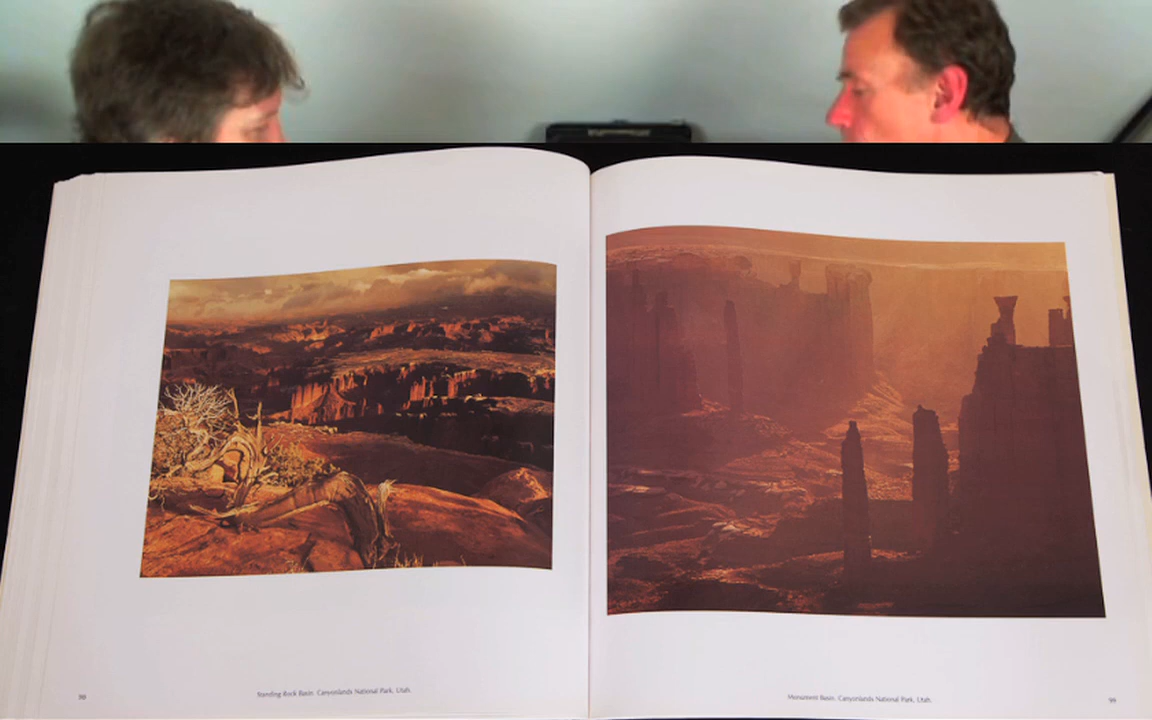 Standing Rock Basin. Canyonlands National Park, Utah.
98
Monument Basin. Canyonlands National Park, Utah.
99